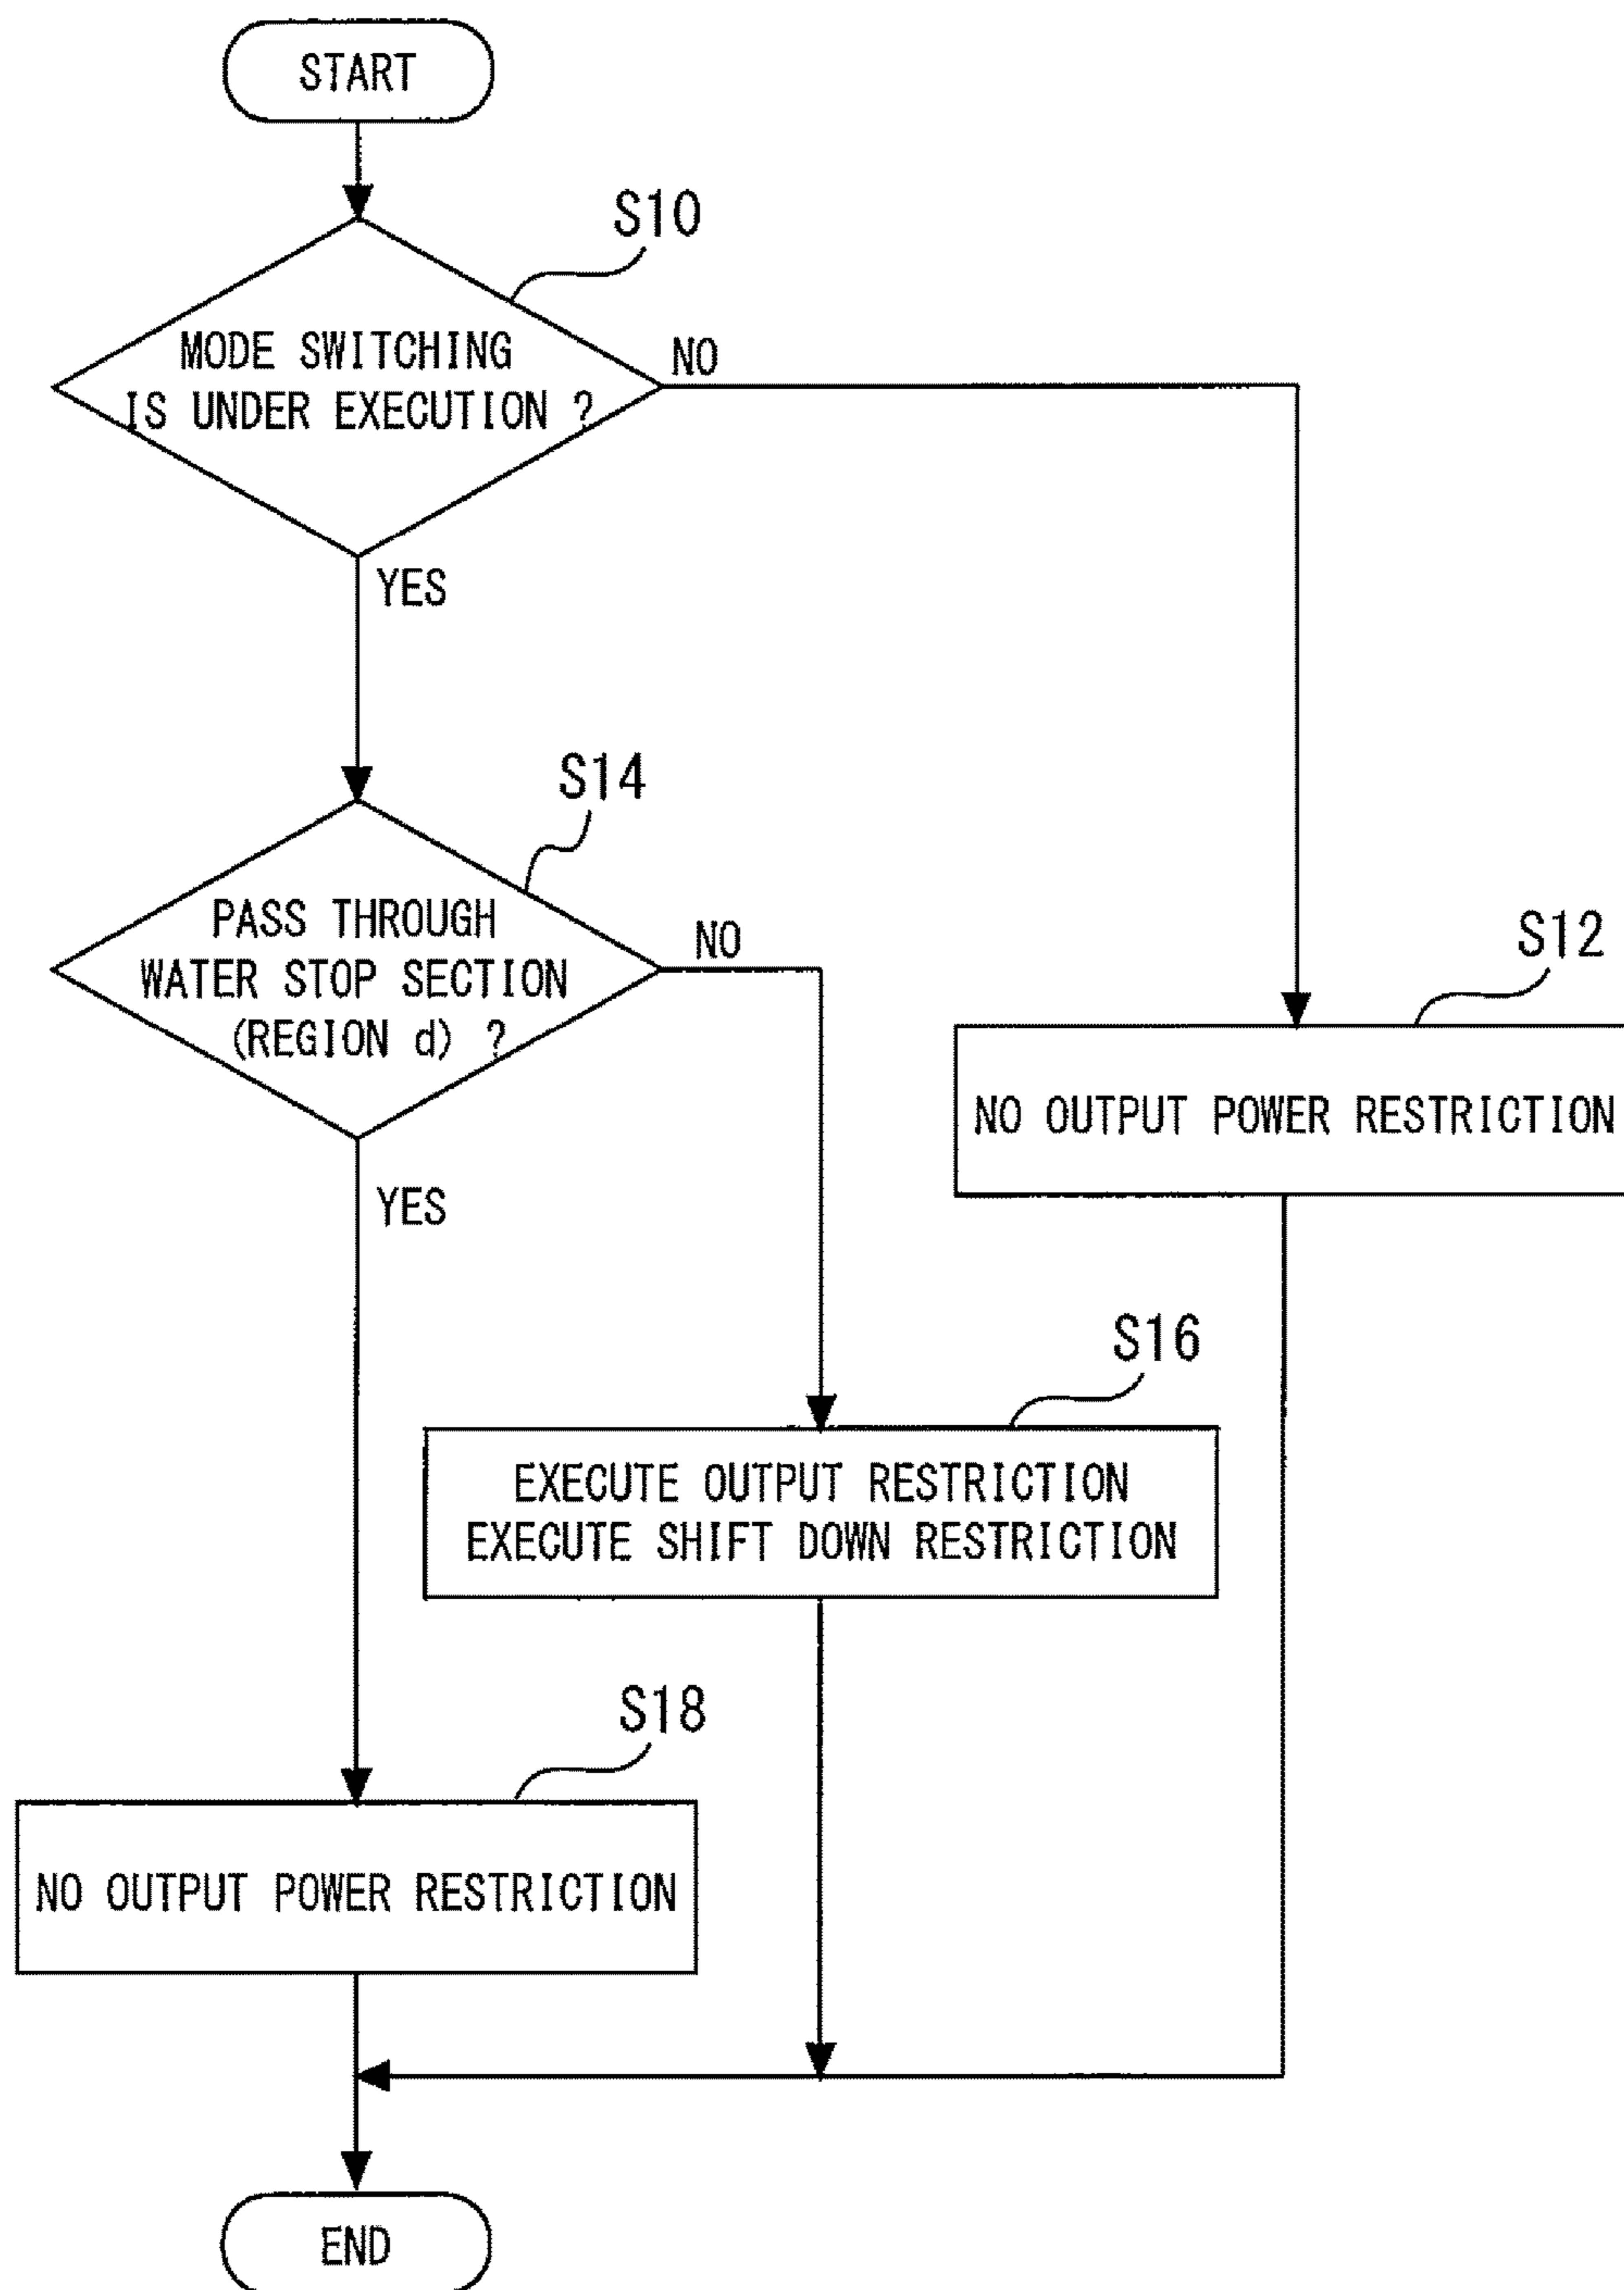 START
S10
MODE SWITCHING
IS UNDER EXECUTION ?
NO
YES
S14
PASS THROUGH
WATER STOP SECTION
(REGION d) ?
NO
YES
S12
NO OUTPUT POWER RESTRICTION
S16
EXECUTE OUTPUT RESTRICTION
EXECUTE SHIFT DOWN RESTRICTION
S18
NO OUTPUT POWER RESTRICTION
END